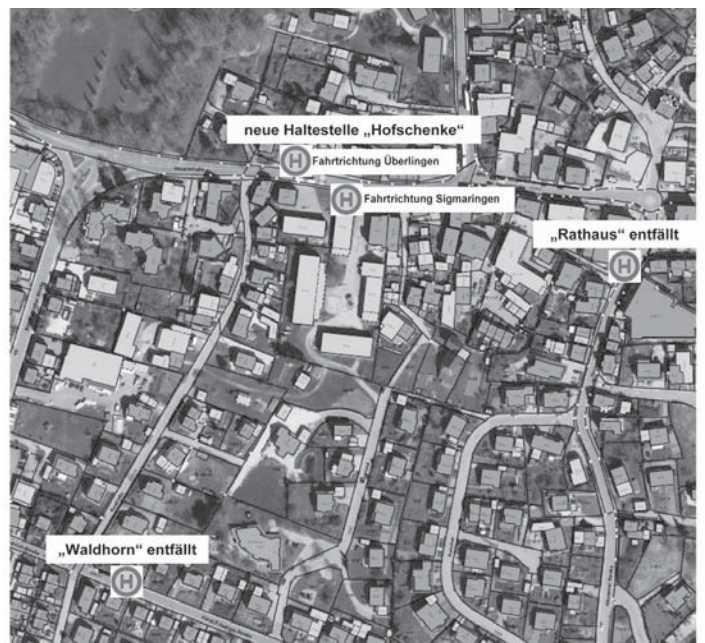 neue Haltestelle „Hofschenke“
H Fahrtrichtung Überlingen
H Fahrtrichtung Sigmaringen
„Rathaus“ entfällt
H
„Waldhorn“ entfällt
H